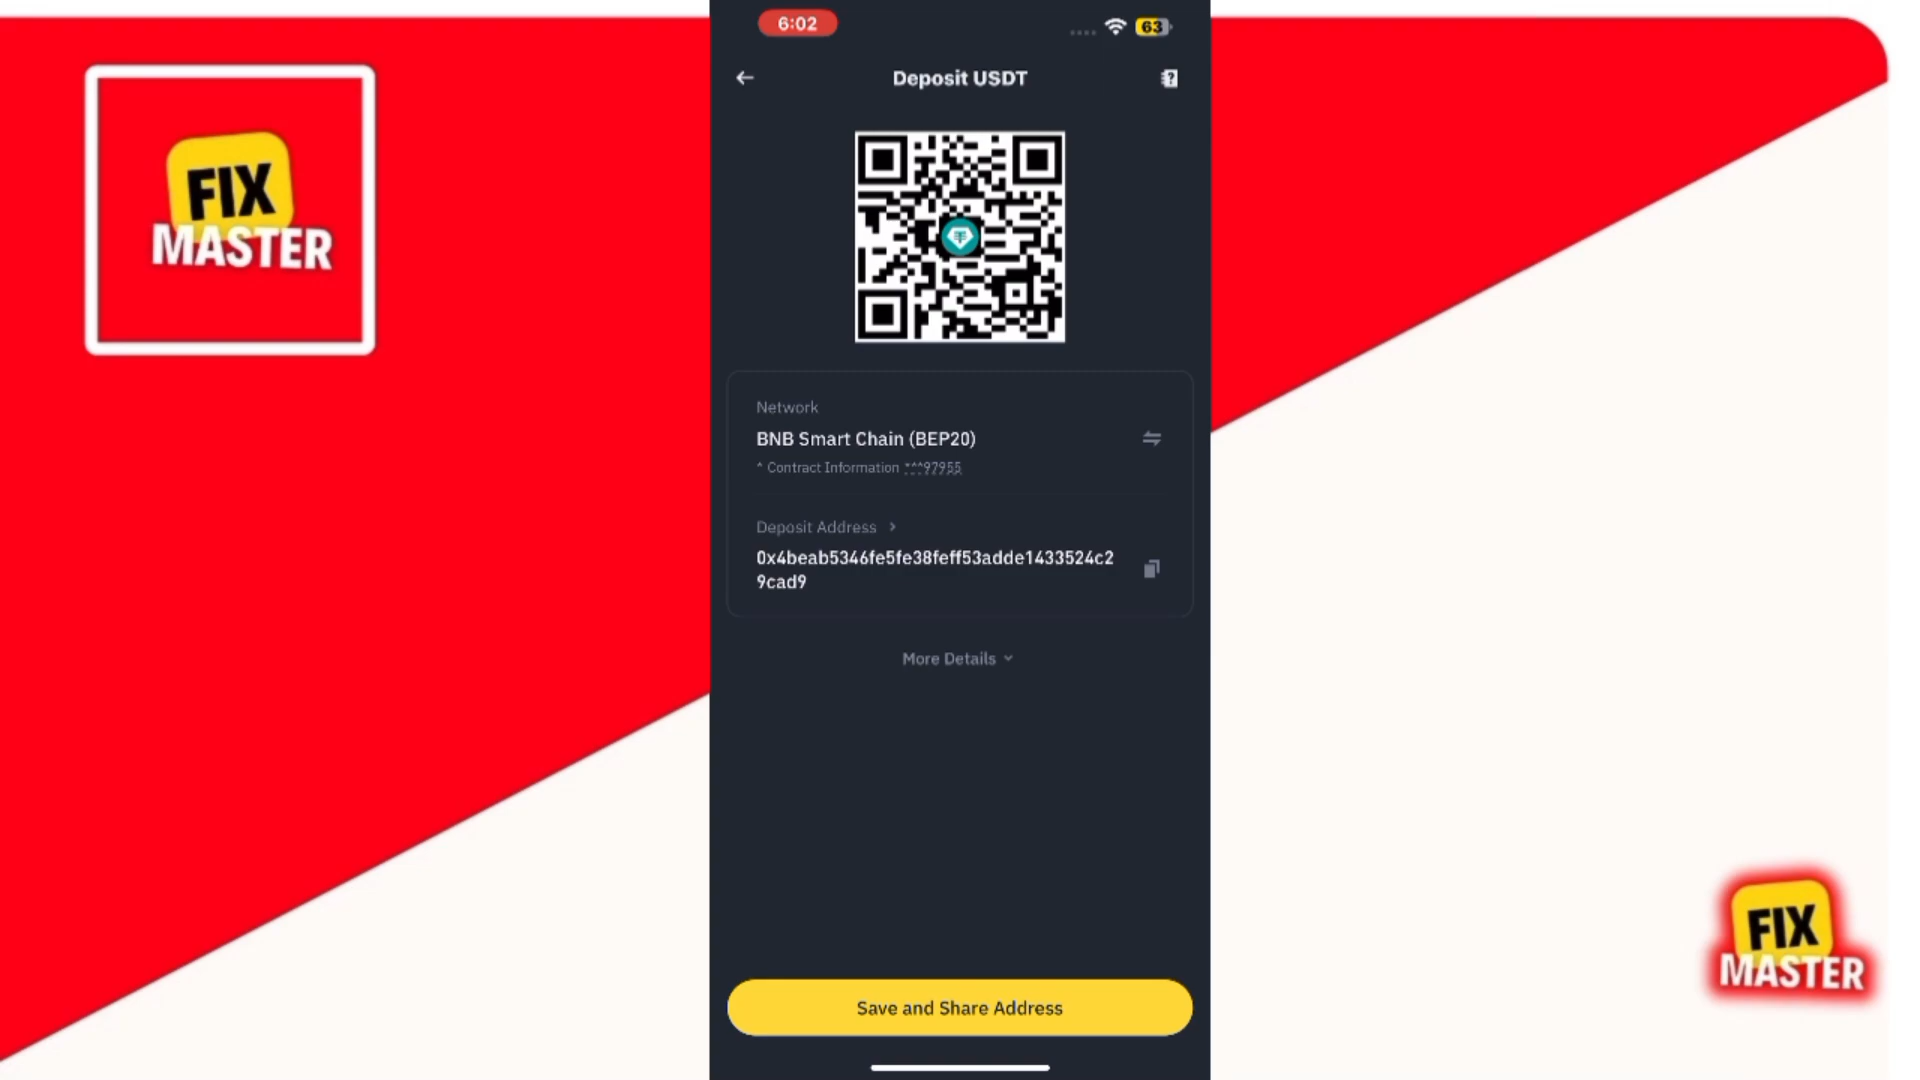 FIX
MASTER
6:02
63
Deposit USDT
Network
BNB Smart Chain (BEP20)
* Contract Information ***97955
Deposit Address >
0x4beab5346fe5fe38feff53adde1433524c2
9cad9
More Details
Save and Share Address
FIX
MASTER